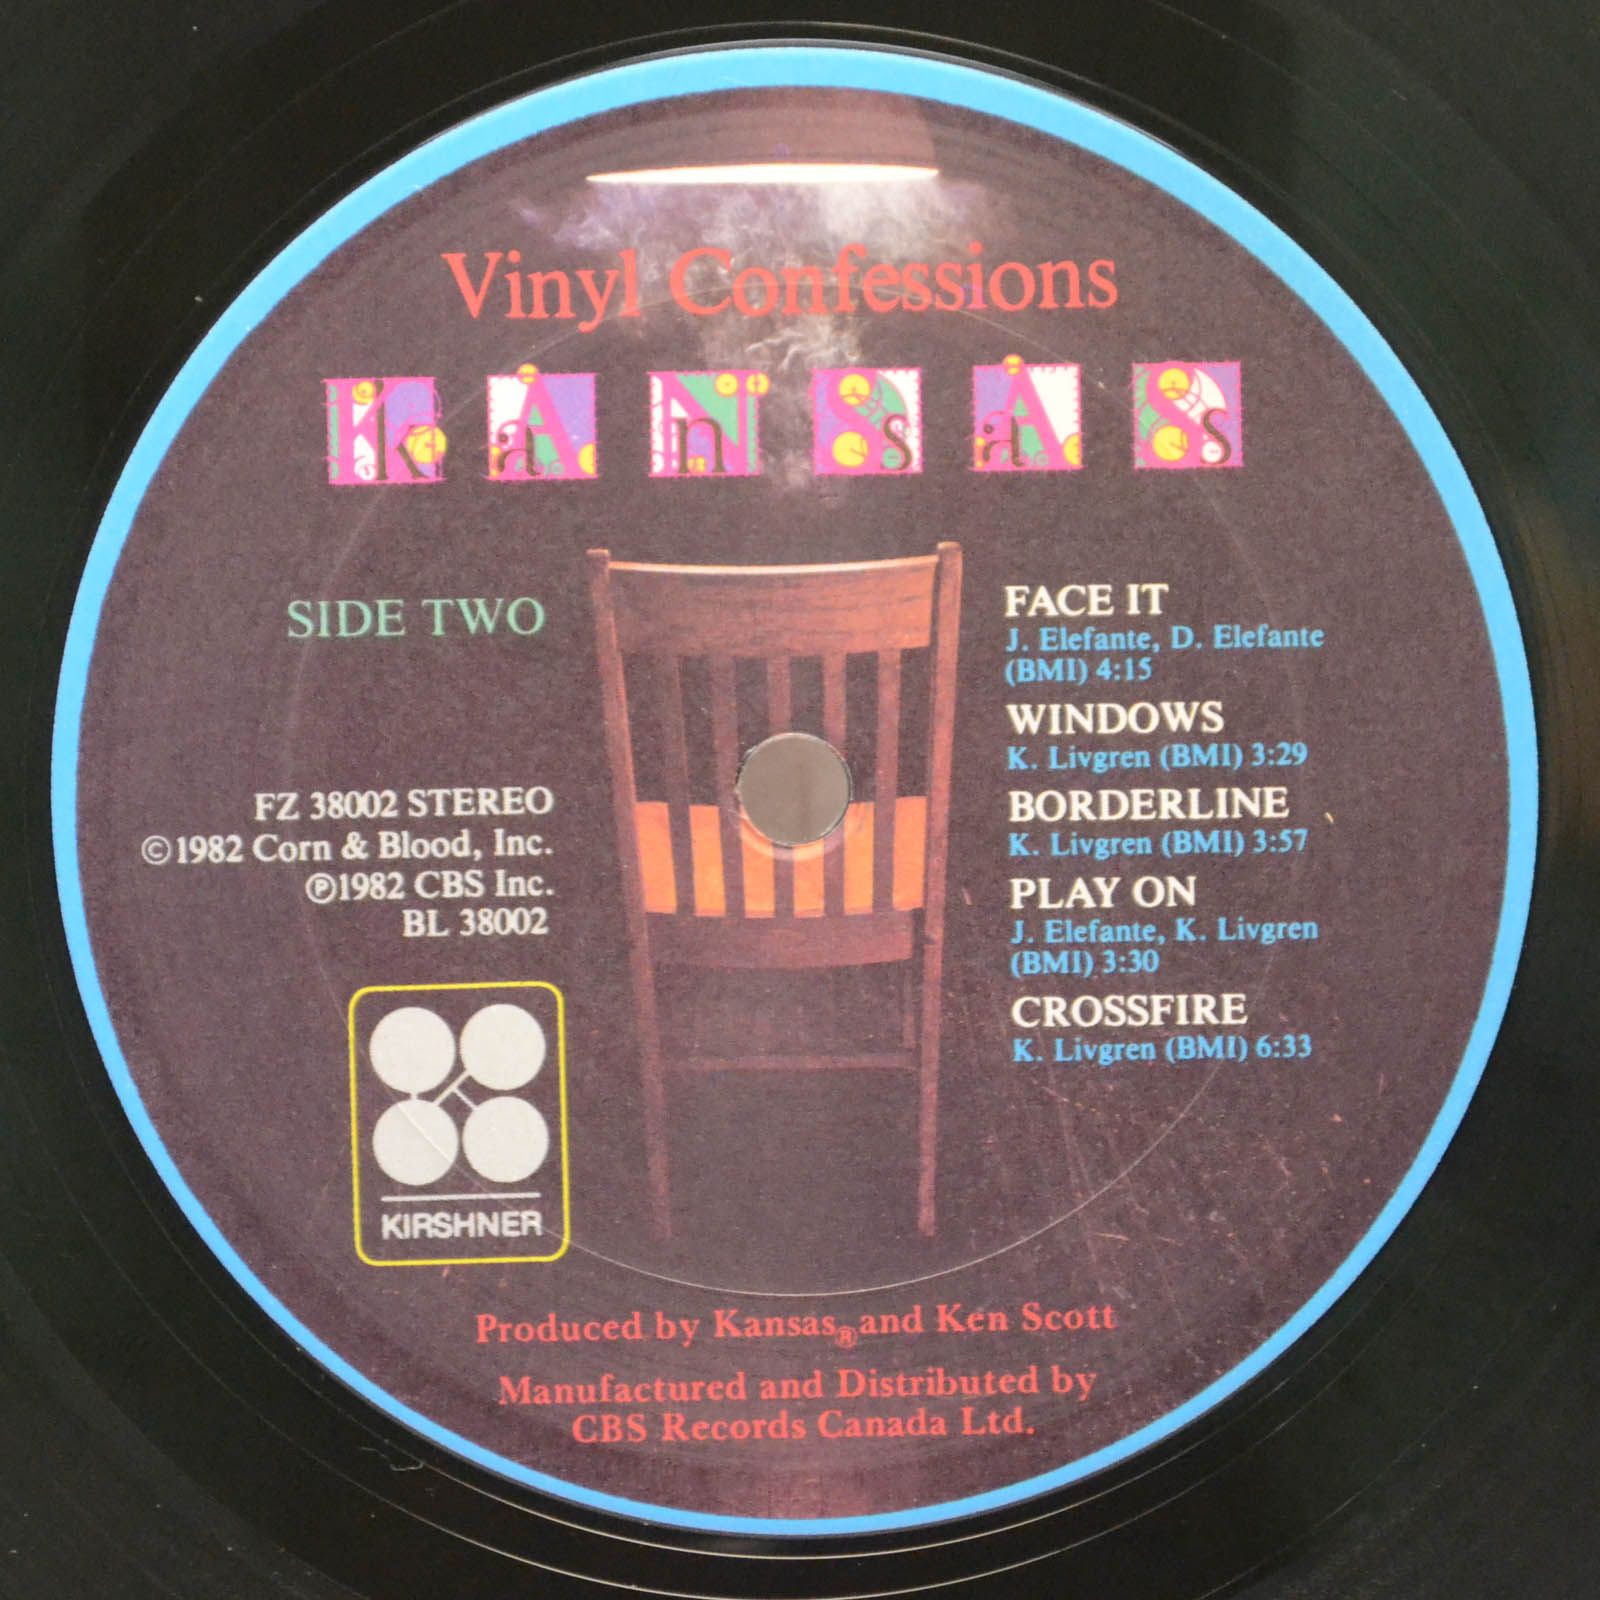 Vinyl Confessions
KANSAS
kansas
SIDE TWO
FZ 38002 STEREO
©1982 Corn & Blood, Inc.
℗1982 CBS Inc.
BL 38002
KIRSHNER
FACE IT
J. Elefante, D. Elefante
(BMI) 4:15
WINDOWS
K. Livgren (BMI) 3:29
BORDERLINE
K. Livgren (BMI) 3:57
PLAY ON
J. Elefante, K. Livgren
(BMI) 3:30
CROSSFIRE
K. Livgren (BMI) 6:33
Produced by Kansas® and Ken Scott
Manufactured and Distributed by
CBS Records Canada Ltd.